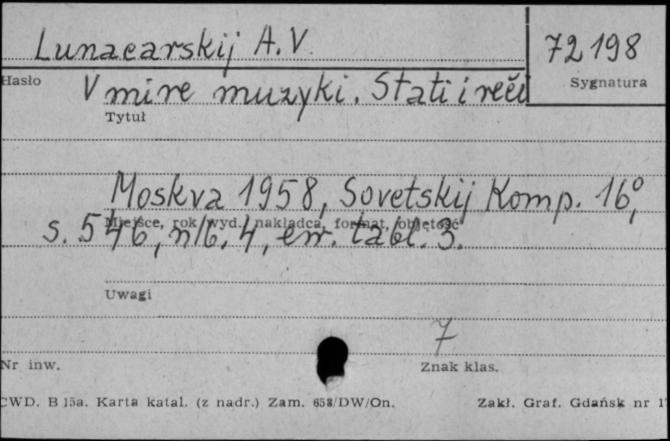 Lunacarskij A.V.
72198
Hasło
Sygnatura
V mire muzyki. Stati i reči
Tytuł
Moskva 1958, Sovetskij Komp. 16°,
Miejsce, rok wyd., nakładca, format, objętość
s. 546, nlb. 4, err. tabl. 3.
Uwagi
7
Nr inw.
Znak klas.
CWD. B 15a. Karta katal. (z nadr.) Zam. 658/DW/On.
Zakł. Graf. Gdańsk nr